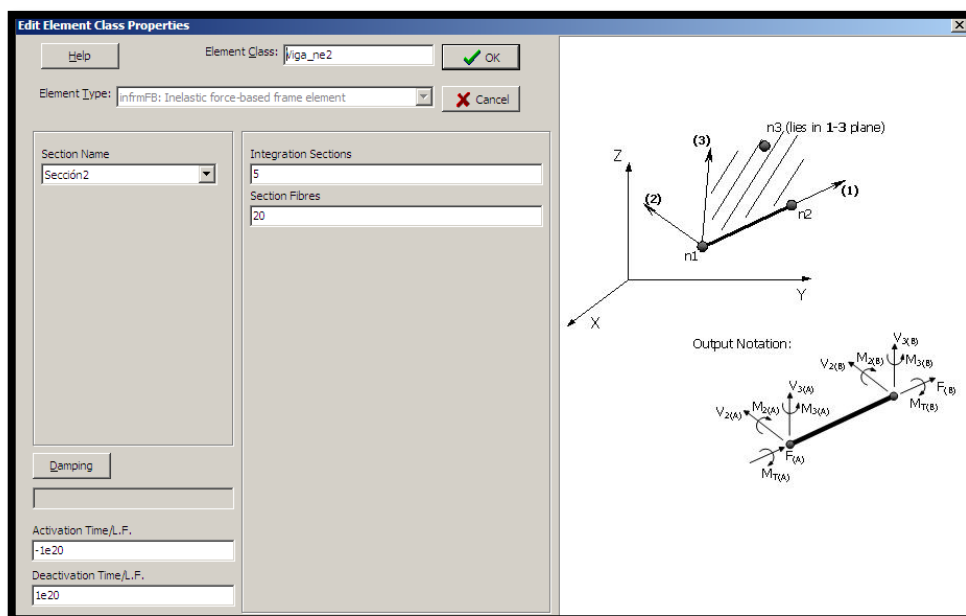 Edit Element Class Properties
Help
Element Class: Viga_ne2
OK
Element Type: infrmFB: Inelastic force-based frame element
Cancel
Section Name
Sección2
Integration Sections
5
Section Fibres
20
Damping
Activation Time/L.F.
-1e20
Deactivation Time/L.F.
1e20
n3 (lies in 1-3 plane)
(3)
Z
(2)
(1)
n2
n1
Y
X
Output Notation:
V3(B)
V2(B) M2(B) M3(B)
F(B)
V3(A)
MT(B)
V2(A) M2(A) M3(A)
F(A)
MT(A)